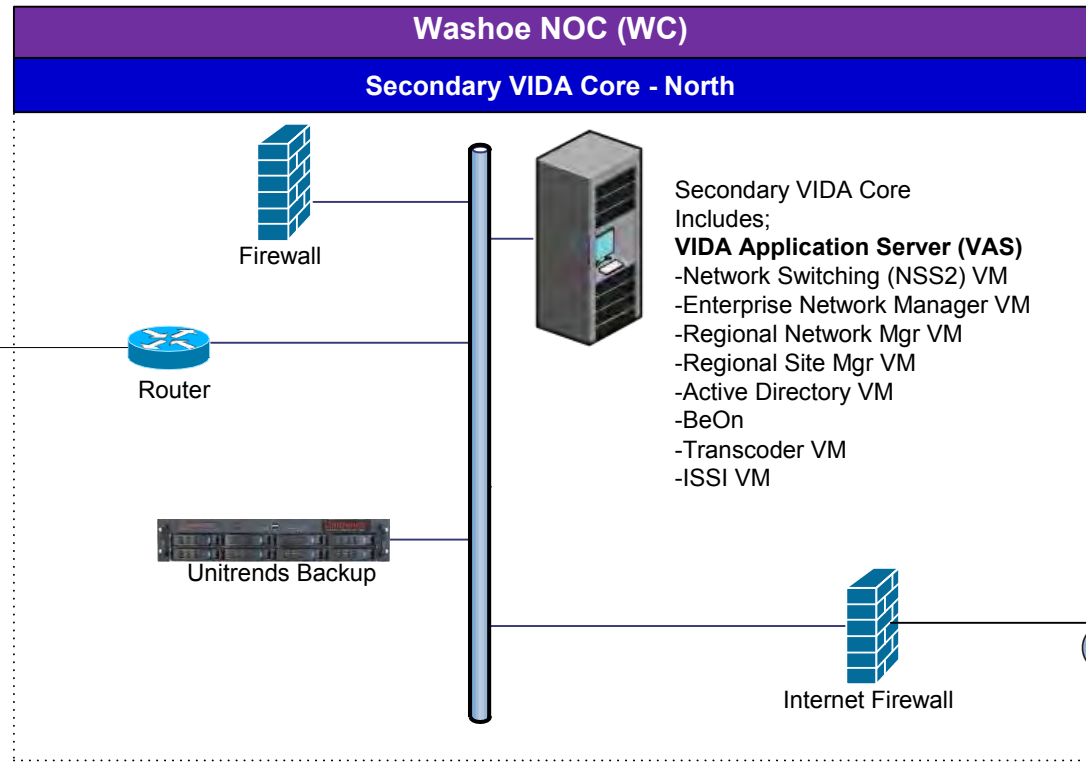 Washoe NOC (WC)
Secondary VIDA Core - North
Firewall
Secondary VIDA Core
Includes;
VIDA Application Server (VAS)
-Network Switching (NSS2) VM
-Enterprise Network Manager VM
-Regional Network Mgr VM
-Regional Site Mgr VM
-Active Directory VM
-BeOn
-Transcoder VM
-ISSI VM
Router
Unitrends
Unitrends Backup
Internet Firewall